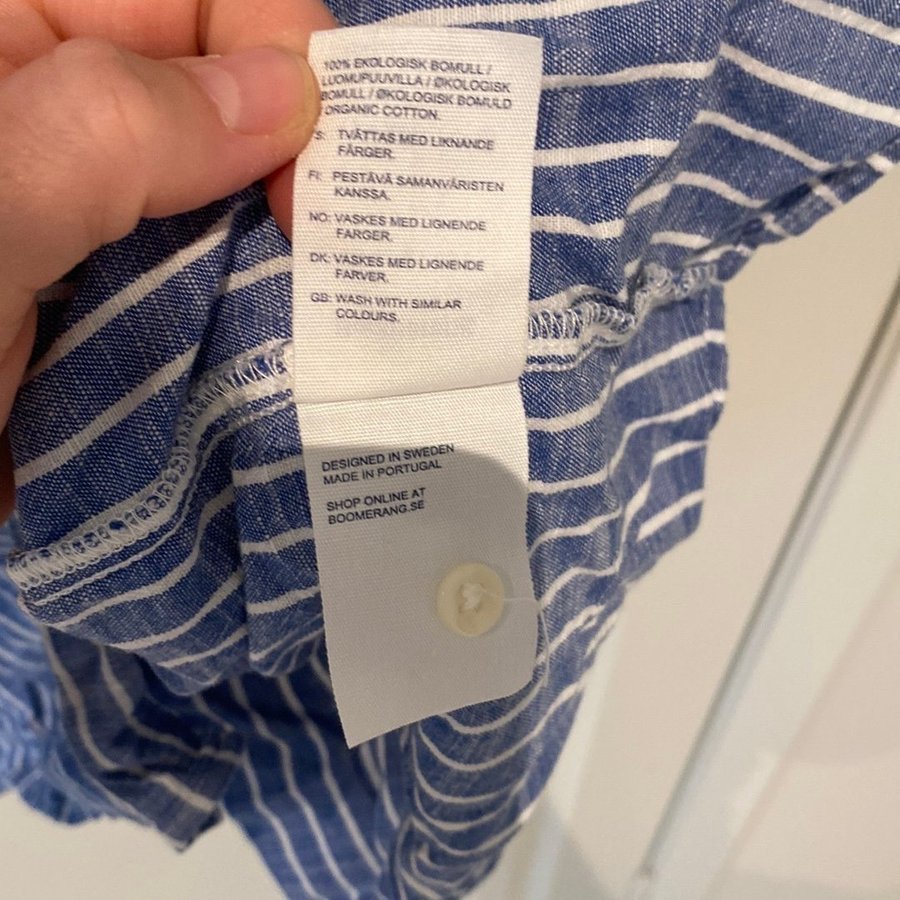 100% EKOLOGISK BOMULL /
LUOMUPUUVILLA / ØKOLOGISK
BOMULL / ØKOLOGISK BOMULD
ORGANIC COTTON.
S: TVÄTTAS MED LIKNANDE
FÄRGER.
FI: PESTÄVÄ SAMANVÄRISTEN
KANSSA.
NO: VASKES MED LIGNENDE
FARGER.
DK: VASKES MED LIGNENDE
FARVER.
GB: WASH WITH SIMILAR
COLOURS.
DESIGNED IN SWEDEN
MADE IN PORTUGAL
SHOP ONLINE AT
BOOMERANG.SE